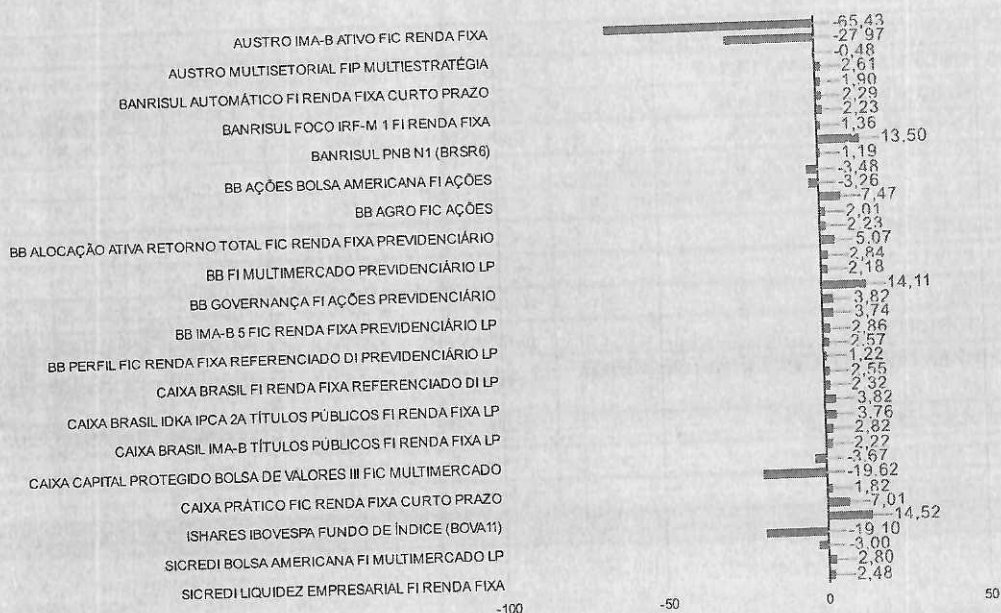 -65,43
AUSTRO IMA-B ATIVO FIC RENDA FIXA
-27,97
-0,48
AUSTRO MULTISETORIAL FIP MULTIESTRATÉGIA
2,61
1,90
BANRISUL AUTOMÁTICO FI RENDA FIXA CURTO PRAZO
2,29
2,23
BANRISUL FOCO IRF-M 1 FI RENDA FIXA
1,36
13,50
BANRISUL PNB N1 (BRSR6)
1,19
-3,48
BB AÇÕES BOLSA AMERICANA FI AÇÕES
-3,26
7,47
BB AGRO FIC AÇÕES
2,01
2,23
BB ALOCAÇÃO ATIVA RETORNO TOTAL FIC RENDA FIXA PREVIDENCIÁRIO
5,07
2,84
BB FI MULTIMERCADO PREVIDENCIÁRIO LP
2,18
14,11
BB GOVERNANÇA FI AÇÕES PREVIDENCIÁRIO
3,82
3,74
BB IMA-B 5 FIC RENDA FIXA PREVIDENCIÁRIO LP
2,86
2,57
BB PERFIL FIC RENDA FIXA REFERENCIADO DI PREVIDENCIÁRIO LP
1,22
2,55
CAIXA BRASIL FI RENDA FIXA REFERENCIADO DI LP
2,32
3,82
CAIXA BRASIL IDKA IPCA 2A TÍTULOS PÚBLICOS FI RENDA FIXA LP
3,76
2,82
CAIXA BRASIL IMA-B TÍTULOS PÚBLICOS FI RENDA FIXA LP
2,22
-3,67
CAIXA CAPITAL PROTEGIDO BOLSA DE VALORES III FIC MULTIMERCADO
-19,62
1,82
CAIXA PRÁTICO FIC RENDA FIXA CURTO PRAZO
7,01
14,52
ISHARES IBOVESPA FUNDO DE ÍNDICE (BOVA11)
-19,10
-3,00
SICREDI BOLSA AMERICANA FI MULTIMERCADO LP
2,80
2,48
SICREDI LIQUIDEZ EMPRESARIAL FI RENDA FIXA
-100 -50 0 50